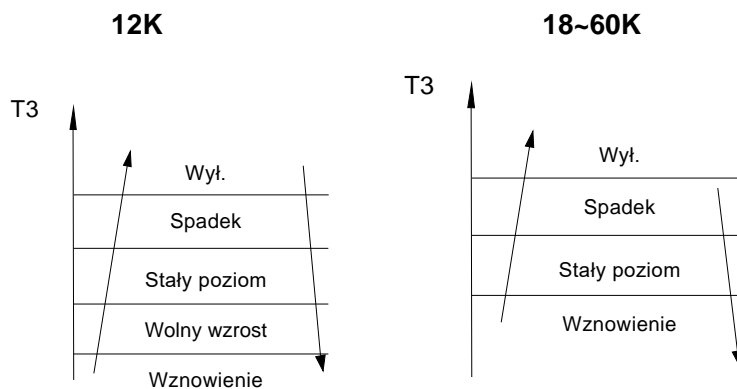 12K
T3
Wył.
Spadek
Stały poziom
Wolny wzrost
Wznowienie
18~60K
T3
Wył.
Spadek
Stały poziom
Wznowienie